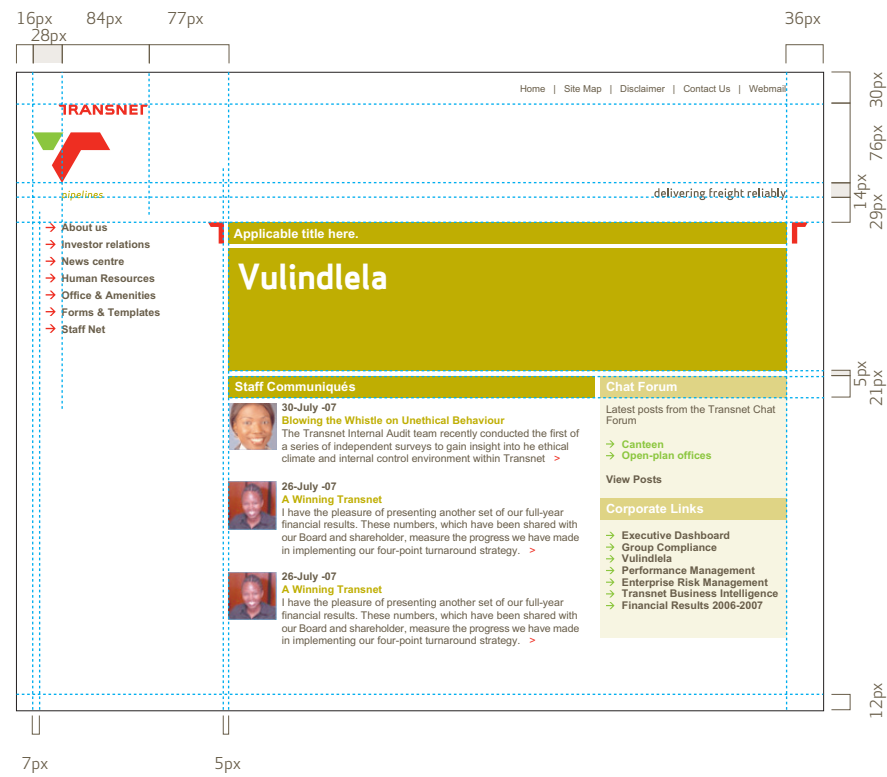 16px 84px 77px 36px
28px
Home | Site Map | Disclaimer | Contact Us | Webmail
30px
TRANSNET
76px
pipelines
delivering freight reliably
14px
29px
About us
Investor relations
News centre
Human Resources
Office & Amenities
Forms & Templates
Staff Net
Applicable title here.
Vulindlela
5px
21px
Staff Communiqués
30-July -07
Blowing the Whistle on Unethical Behaviour
The Transnet Internal Audit team recently conducted the first of
a series of independent surveys to gain insight into he ethical
climate and internal control environment within Transnet >
26-July -07
A Winning Transnet
I have the pleasure of presenting another set of our full-year
financial results. These numbers, which have been shared with
our Board and shareholder, measure the progress we have made
in implementing our four-point turnaround strategy. >
26-July -07
A Winning Transnet
I have the pleasure of presenting another set of our full-year
financial results. These numbers, which have been shared with
our Board and shareholder, measure the progress we have made
in implementing our four-point turnaround strategy. >
Chat Forum
Latest posts from the Transnet Chat
Forum
Canteen
Open-plan offices
View Posts
Corporate Links
Executive Dashboard
Group Compliance
Vulindlela
Performance Management
Enterprise Risk Management
Transnet Business Intelligence
Financial Results 2006-2007
12px
7px 5px